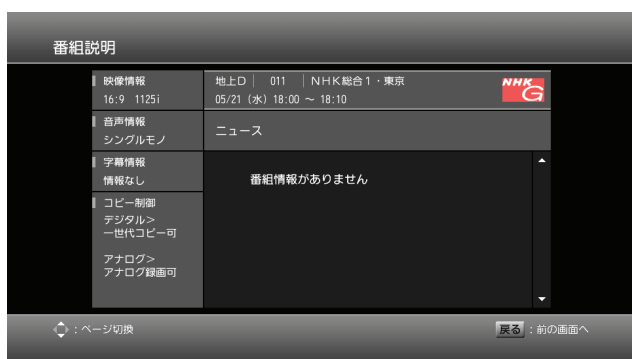 番組説明
映像情報
16:9 1125i
音声情報
シングルモノ
字幕情報
情報なし
コピー制御
デジタル＞
一世代コピー可
アナログ＞
アナログ録画可
地上D │ 011 │ NHK総合1・東京
05/21 (水) 18:00 ～ 18:10
NHK
G
ニュース
番組情報がありません
：ページ切換
戻る ：前の画面へ